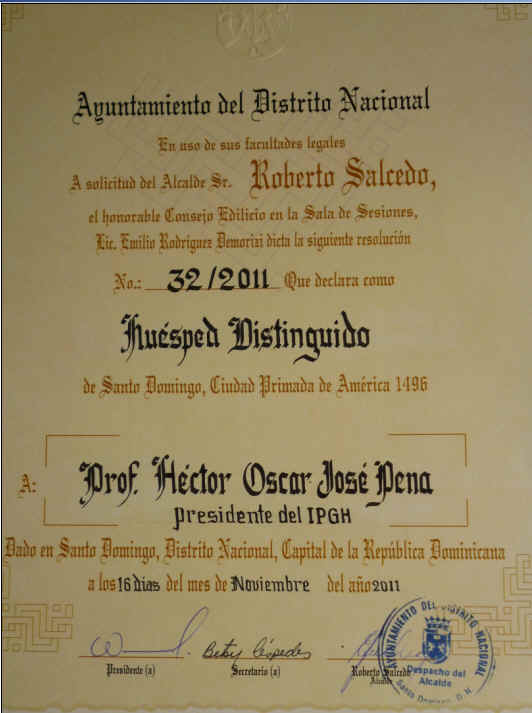 Ayuntamiento del Distrito Nacional
En uso de sus facultades legales
A solicitud del Alcalde Sr. Roberto Salcedo,
el honorable Consejo Edilicio en la Sala de Sesiones,
Lic. Emilio Rodríguez Demorizi dicta la siguiente resolución
No.: 32/2011 Que declara como
Huésped Distinguido
de Santo Domingo, Ciudad Primada de América 1496
A: Prof. Héctor Oscar José Pena
Presidente del IPGH
Dado en Santo Domingo, Distrito Nacional, Capital de la República Dominicana
a los 16 dias del mes de Noviembre del año 2011
Betty Céspedes
Presidente (a) Secretario (a) Roberto Salcedo
Alcalde
AYUNTAMIENTO DEL DISTRITO NACIONAL
Despacho del
Alcalde
Santo Domingo, D. N.